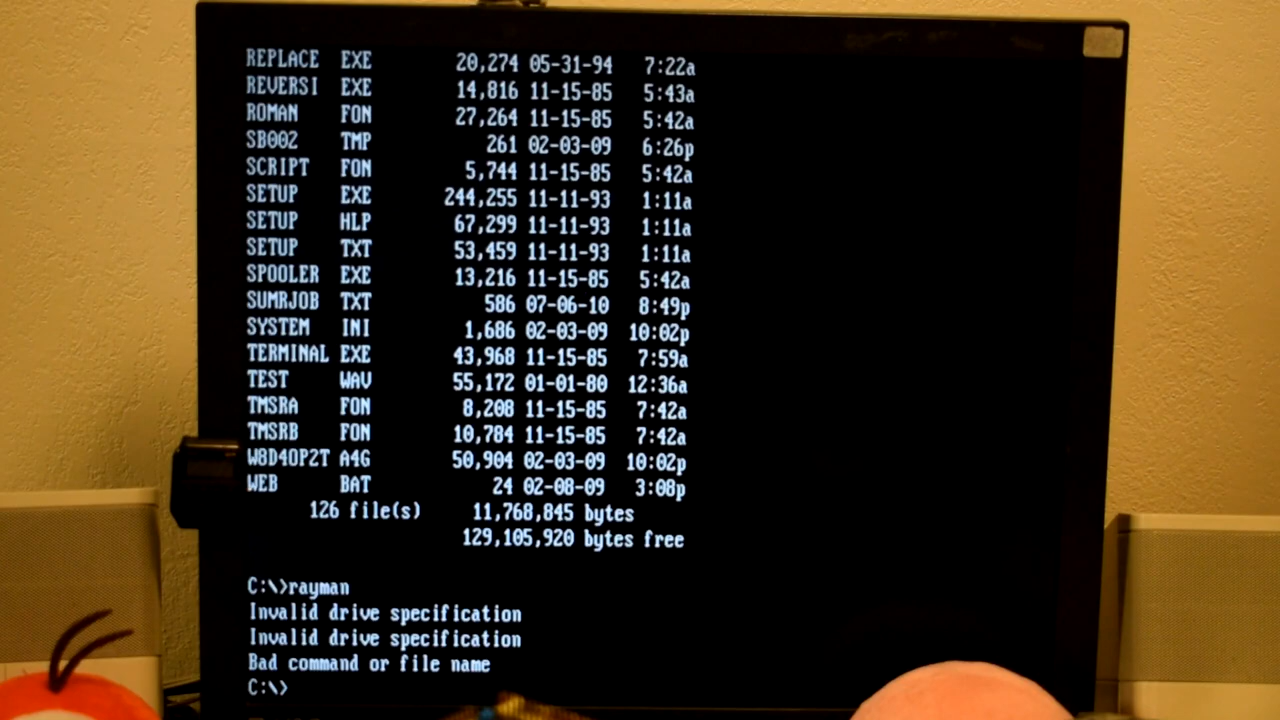 REPLACE EXE 20,274 05-31-94 7:22a
REVERSI EXE 14,816 11-15-85 5:43a
ROMAN FON 27,264 11-15-85 5:42a
SB002 TMP 261 02-03-09 6:26p
SCRIPT FON 5,744 11-15-85 5:42a
SETUP EXE 244,255 11-11-93 1:11a
SETUP HLP 67,299 11-11-93 1:11a
SETUP TXT 53,459 11-11-93 1:11a
SPOOLER EXE 13,216 11-15-85 5:42a
SUMRJOB TXT 586 07-06-10 8:49p
SYSTEM INI 1,686 02-03-09 10:02p
TERMINAL EXE 43,968 11-15-85 7:59a
TEST WAV 55,172 01-01-80 12:36a
TMSRA FON 8,208 11-15-85 7:42a
TMSRB FON 10,784 11-15-85 7:42a
W8D4OP2T A4G 50,904 02-03-09 10:02p
WEB BAT 24 02-08-09 3:08p
126 file(s) 11,768,845 bytes
129,105,920 bytes free
C:\>rayman
Invalid drive specification
Invalid drive specification
Bad command or file name
C:\>